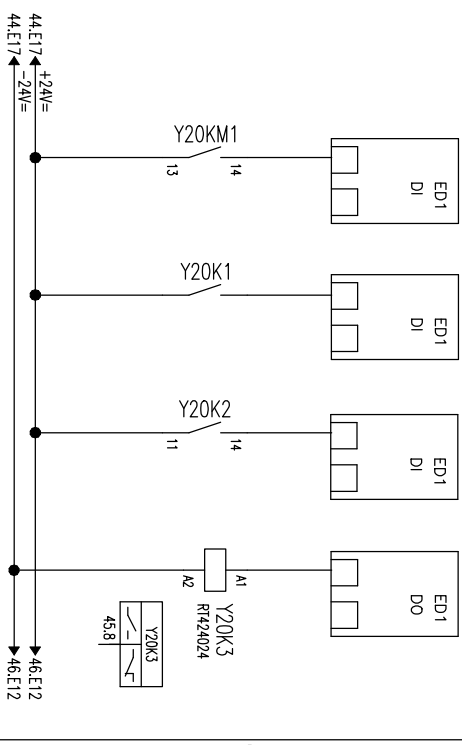 44.E17
44.E17
+24V=
-24V=
Y20KM1
13
14
ED1
DI
Y20K1
ED1
DI
Y20K2
11
14
ED1
DI
A2
A1
Y20K3
RT424024
ED1
DO
Y20K3
45.8
46.E12
46.E12